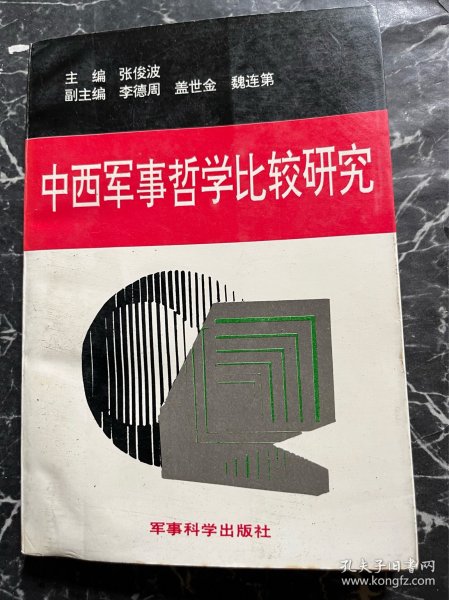 主编 张俊波
副主编 李德周 盖世金 魏连第
中西军事哲学比较研究
军事科学出版社
孔夫子旧书网
www.kongfz.com